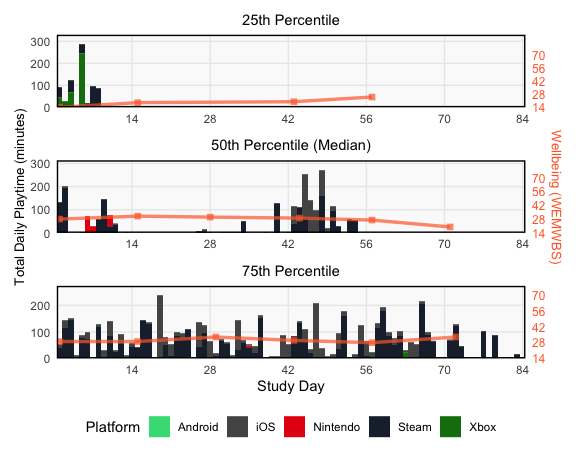 25th Percentile
300
200
100
0
70
56
42
28
14
14 28 42 56 70 84
50th Percentile (Median)
300
200
100
0
70
56
42
28
14
14 28 42 56 70 84
75th Percentile
200
100
0
70
56
42
28
14
14 28 42 56 70 84
Total Daily Playtime (minutes)
Wellbeing (WEMWBS)
Study Day
Platform Android iOS Nintendo Steam Xbox